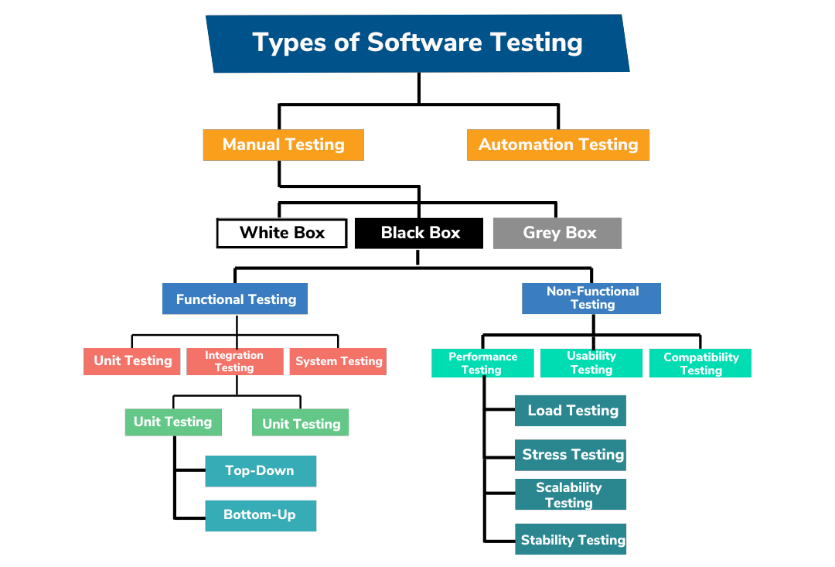 Types of Software Testing
Manual Testing
Automation Testing
White Box
Black Box
Grey Box
Functional Testing
Non-Functional
Testing
Unit Testing
Integration
Testing
System Testing
Performance
Testing
Usability
Testing
Compatibility
Testing
Unit Testing
Unit Testing
Top-Down
Bottom-Up
Load Testing
Stress Testing
Scalability
Testing
Stability Testing